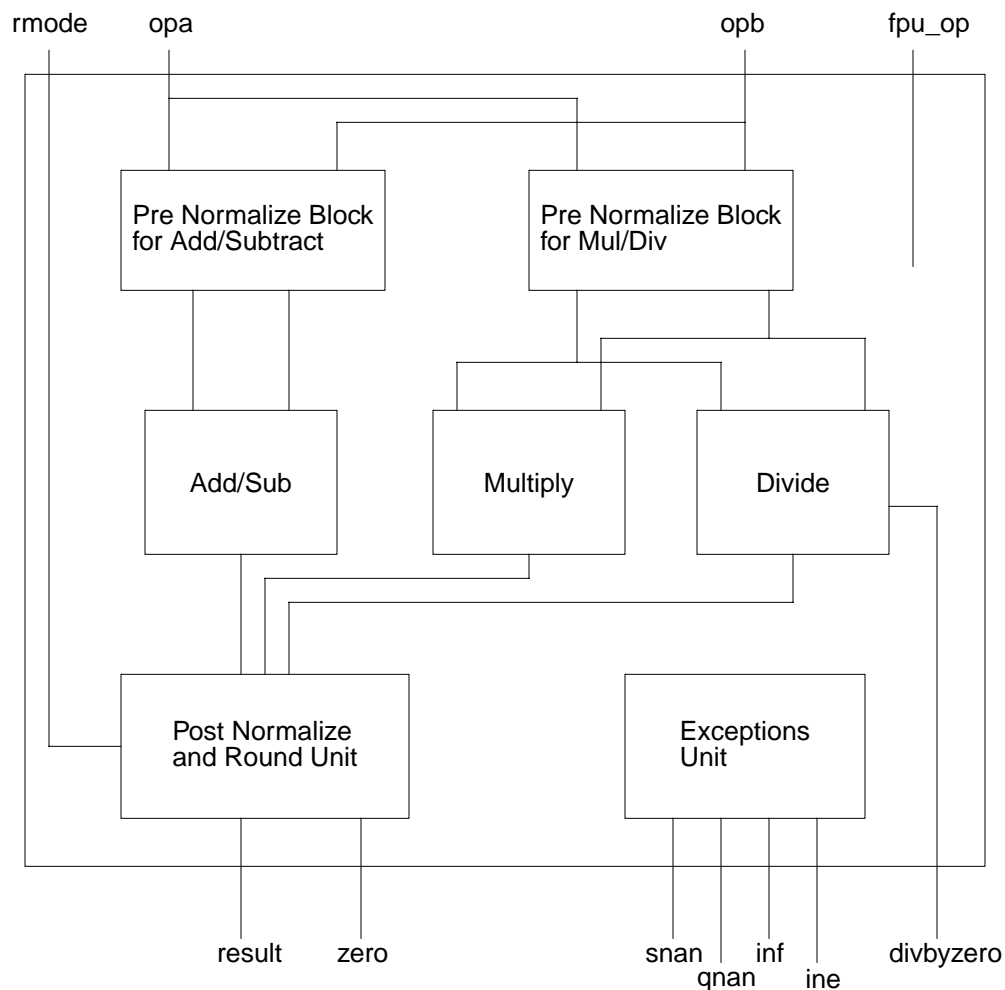 rmode
opa
opb
fpu_op
Pre Normalize Block
for Add/Subtract
Pre Normalize Block
for Mul/Div
Add/Sub
Multiply
Divide
Post Normalize
and Round Unit
Exceptions
Unit
result
zero
snan
qnan
inf
ine
divbyzero